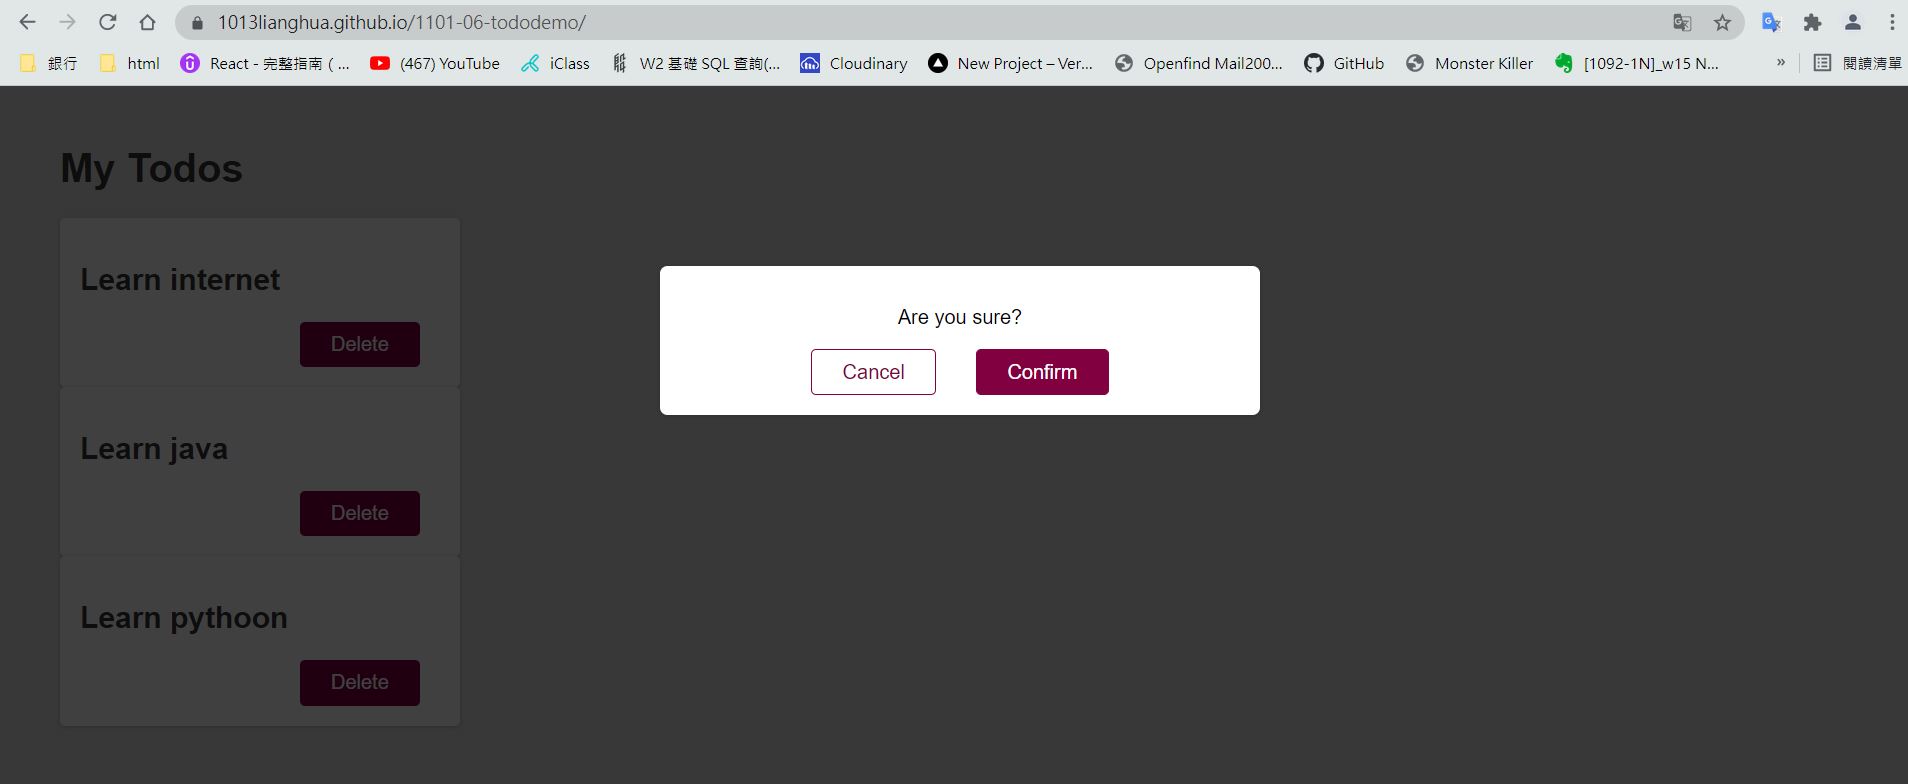 1013lianghua.github.io/1101-06-tododemo/
銀行 html React - 完整指南 ( ... (467) YouTube iClass W2 基礎 SQL 查詢(... Cloudinary New Project – Ver... Openfind Mail200... GitHub Monster Killer [1092-1N]_w15 N... » 閱讀清單
My Todos
Learn internet
Delete
Learn java
Delete
Learn pythoon
Delete
Are you sure?
Cancel Confirm